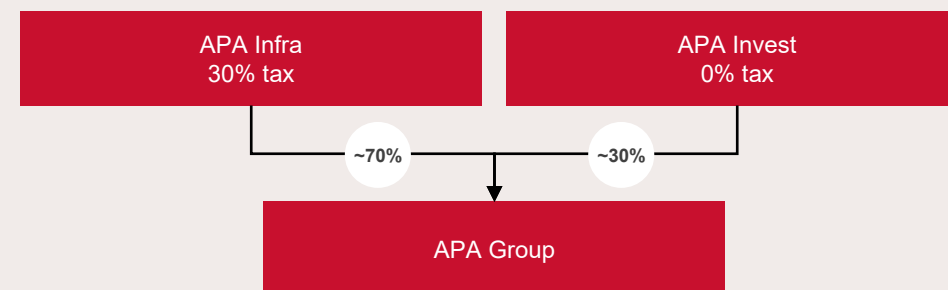 APA Infra
30% tax
APA Invest
0% tax
~70%
~30%
APA Group